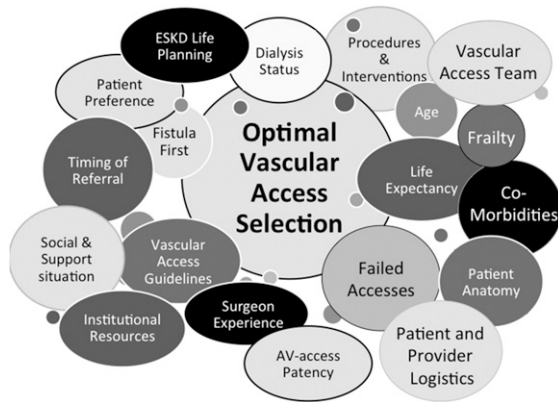 ESKD Life
Planning
Dialysis
Status
Procedures
&
Interventions
Vascular
Access Team
Patient
Preference
Fistula
First
Age
Frailty
Optimal
Vascular
Access
Selection
Timing of
Referral
Life
Expectancy
Co-
Morbidities
Social &
Support
situation
Vascular
Access
Guidelines
Failed
Accesses
Patient
Anatomy
Institutional
Resources
Surgeon
Experience
AV-access
Patency
Patient and
Provider
Logistics